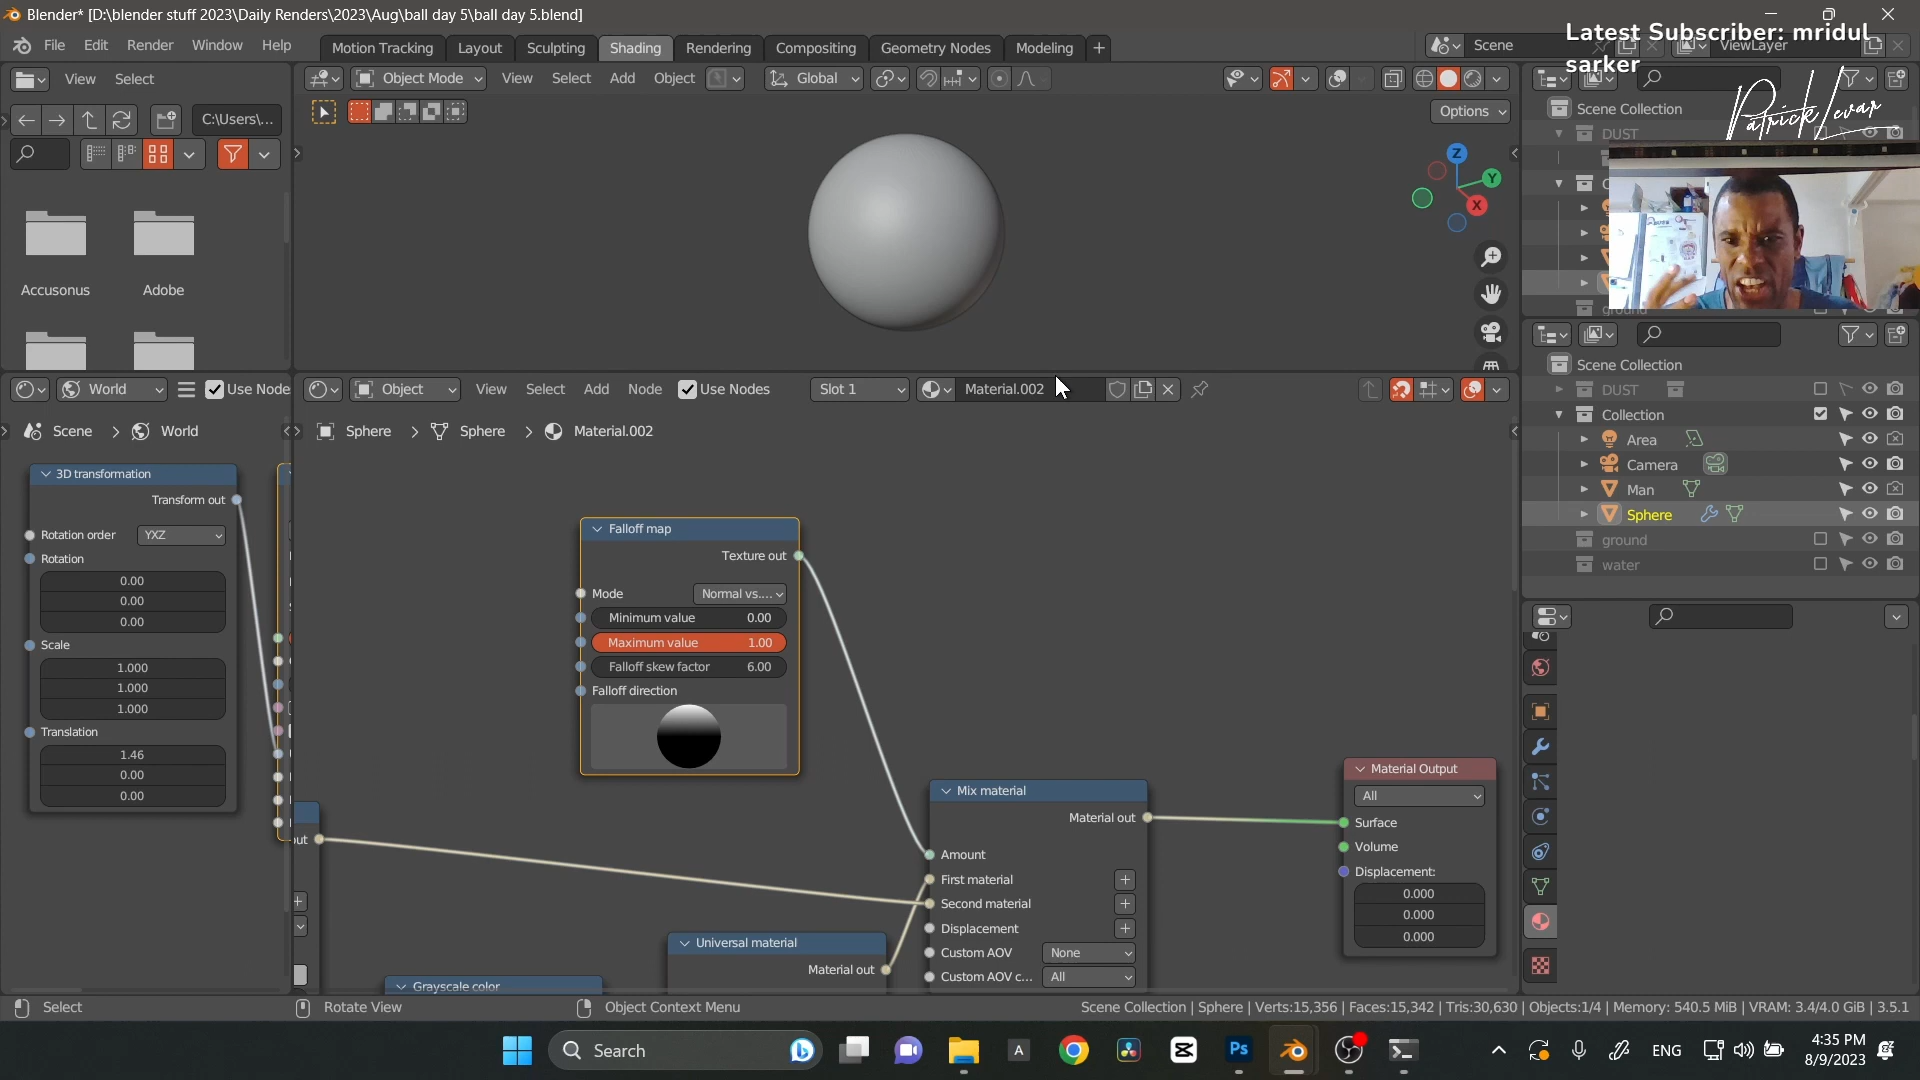 Blender* [D:\blender stuff 2023\Daily Renders\2023\Aug\ball day 5\ball day 5.blend]
Latest Subscriber: mridul
sarker
File Edit Render Window Help
Motion Tracking Layout Sculpting Shading Rendering Compositing Geometry Nodes Modeling +
Scene
ViewLayer
View Select
Object Mode View Select Add Object Global
C:\Users\...
Options
Patrick Levar
Scene Collection
DUST
Z
Y
X
Accusonus
Adobe
ground
Scene Collection
DUST
Collection
Area
Camera
Man
Sphere
ground
water
World Use Node
Object View Select Add Node Use Nodes Slot 1 Material.002
Scene > World
Sphere > Sphere > Material.002
3D transformation
Transform out
Rotation order YXZ
Rotation
0.00
0.00
0.00
Scale
1.000
1.000
1.000
Translation
1.46
0.00
0.00
out
Falloff map
Texture out
Mode Normal vs....
Minimum value 0.00
Maximum value 1.00
Falloff skew factor 6.00
Falloff direction
Mix material
Material out
Amount
First material
Second material
Displacement
Custom AOV None
Custom AOV c... All
Universal material
Material out
Grayscale color
Material Output
All
Surface
Volume
Displacement:
0.000
0.000
0.000
Select Rotate View Object Context Menu
Scene Collection | Sphere | Verts:15,356 | Faces:15,342 | Tris:30,630 | Objects:1/4 | Memory: 540.5 MiB | VRAM: 3.4/4.0 GiB | 3.5.1
Search
Ps
ENG
4:35 PM
8/9/2023